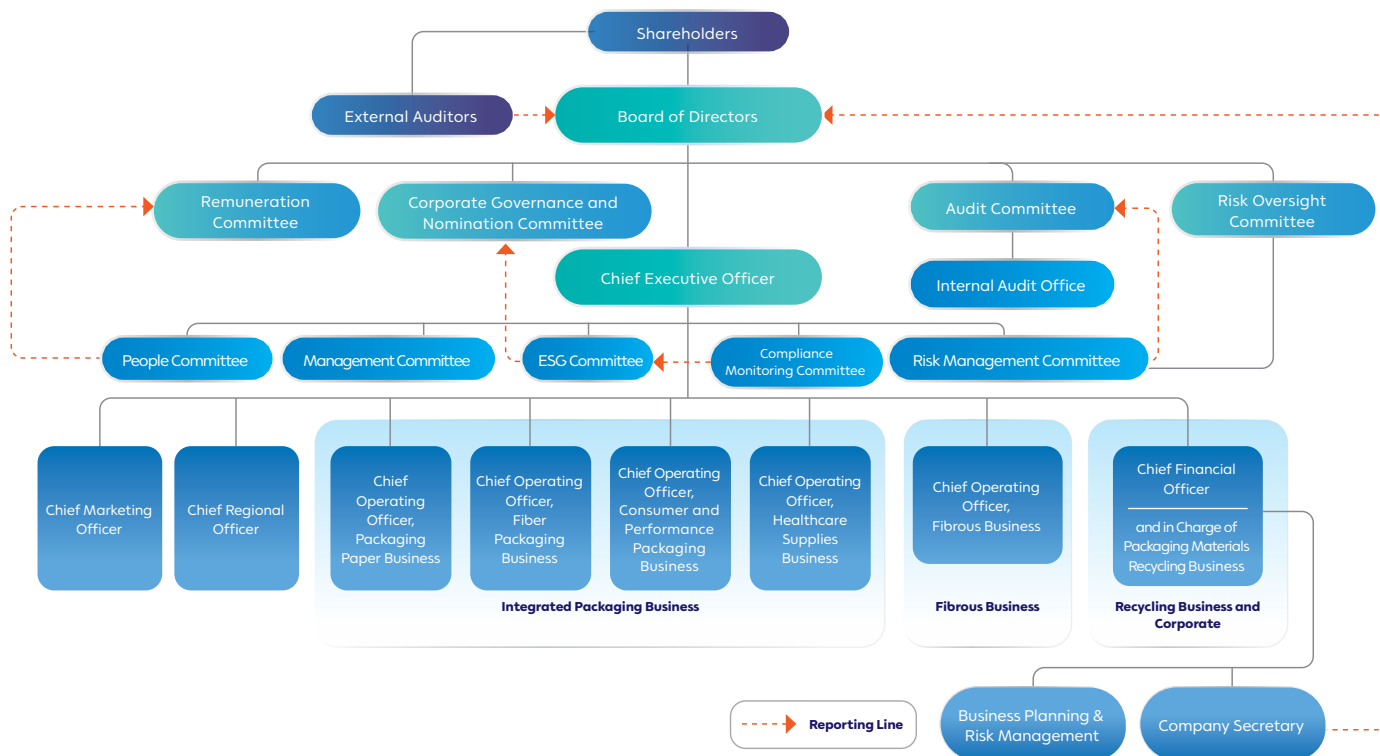 Shareholders
External Auditors
Board of Directors
Remuneration
Committee
Corporate Governance and
Nomination Committee
Audit Committee
Risk Oversight
Committee
Chief Executive Officer
Internal Audit Office
People Committee
Management Committee
ESG Committee
Compliance
Monitoring Committee
Risk Management Committee
Chief Marketing
Officer
Chief Regional
Officer
Chief
Operating
Officer,
Packaging
Paper Business
Chief Operating
Officer,
Fiber
Packaging
Business
Chief Operating
Officer,
Consumer and
Performance
Packaging
Business
Chief Operating
Officer,
Healthcare
Supplies
Business
Chief Operating
Officer,
Fibrous Business
Chief Financial
Officer
and in Charge of
Packaging Materials
Recycling Business
Integrated Packaging Business
Fibrous Business
Recycling Business and
Corporate
Reporting Line
Business Planning &
Risk Management
Company Secretary